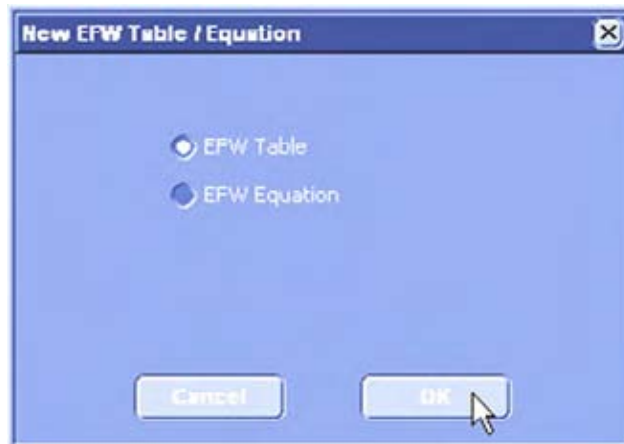 New EFW Table / Equation
EFW Table
EFW Equation
Cancel
OK